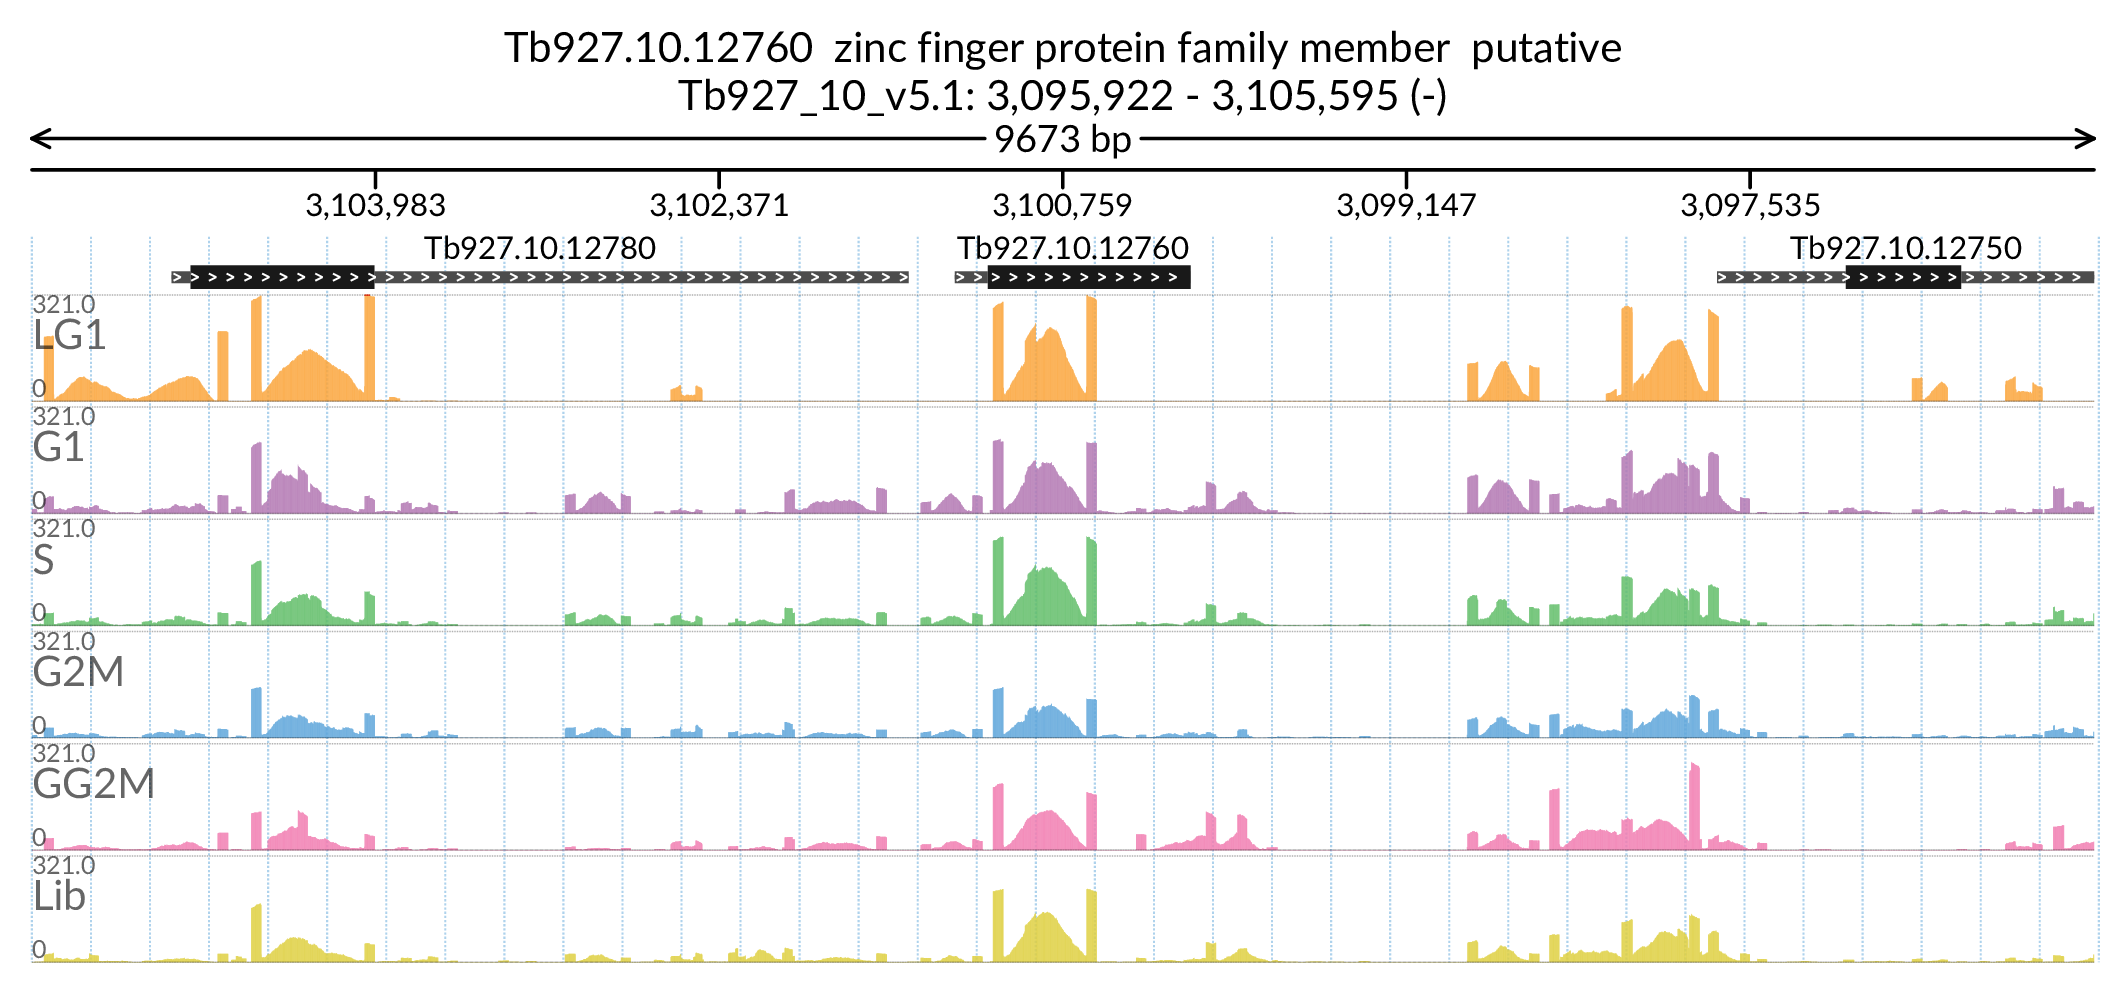 Tb927.10.12760 zinc finger protein family member putative
Tb927_10_v5.1: 3,095,922 - 3,105,595 (-)
9673 bp
3,103,983 3,102,371 3,100,759 3,099,147 3,097,535
Tb927.10.12780 Tb927.10.12760 Tb927.10.12750
321.0
LG1
0
321.0
G1
0
321.0
S
0
321.0
G2M
0
321.0
GG2M
0
321.0
Lib
0